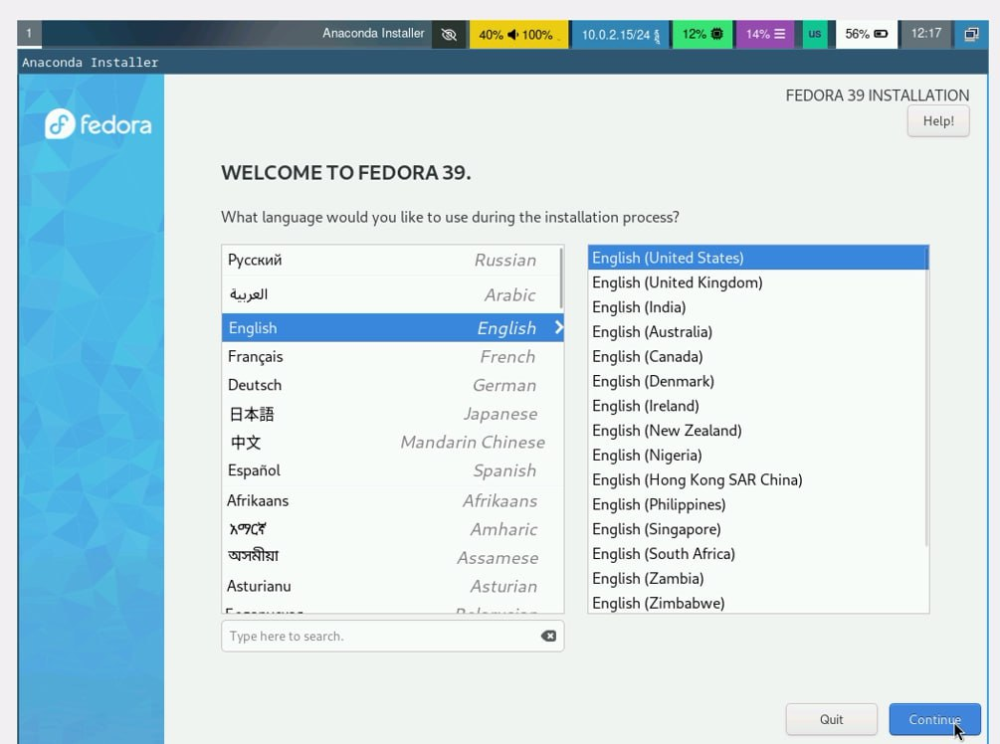 1 Anaconda Installer 40% 100% 10.0.2.15/24 12% 14% us 56% 12:17
Anaconda Installer
fedora
FEDORA 39 INSTALLATION
Help!
WELCOME TO FEDORA 39.
What language would you like to use during the installation process?
Русский Russian
العربية Arabic
English English
Français French
Deutsch German
日本語 Japanese
中文 Mandarin Chinese
Español Spanish
Afrikaans Afrikaans
አማርኛ Amharic
অসমীয়া Assamese
Asturianu Asturian
Type here to search.
English (United States)
English (United Kingdom)
English (India)
English (Australia)
English (Canada)
English (Denmark)
English (Ireland)
English (New Zealand)
English (Nigeria)
English (Hong Kong SAR China)
English (Philippines)
English (Singapore)
English (South Africa)
English (Zambia)
English (Zimbabwe)
Quit Continue